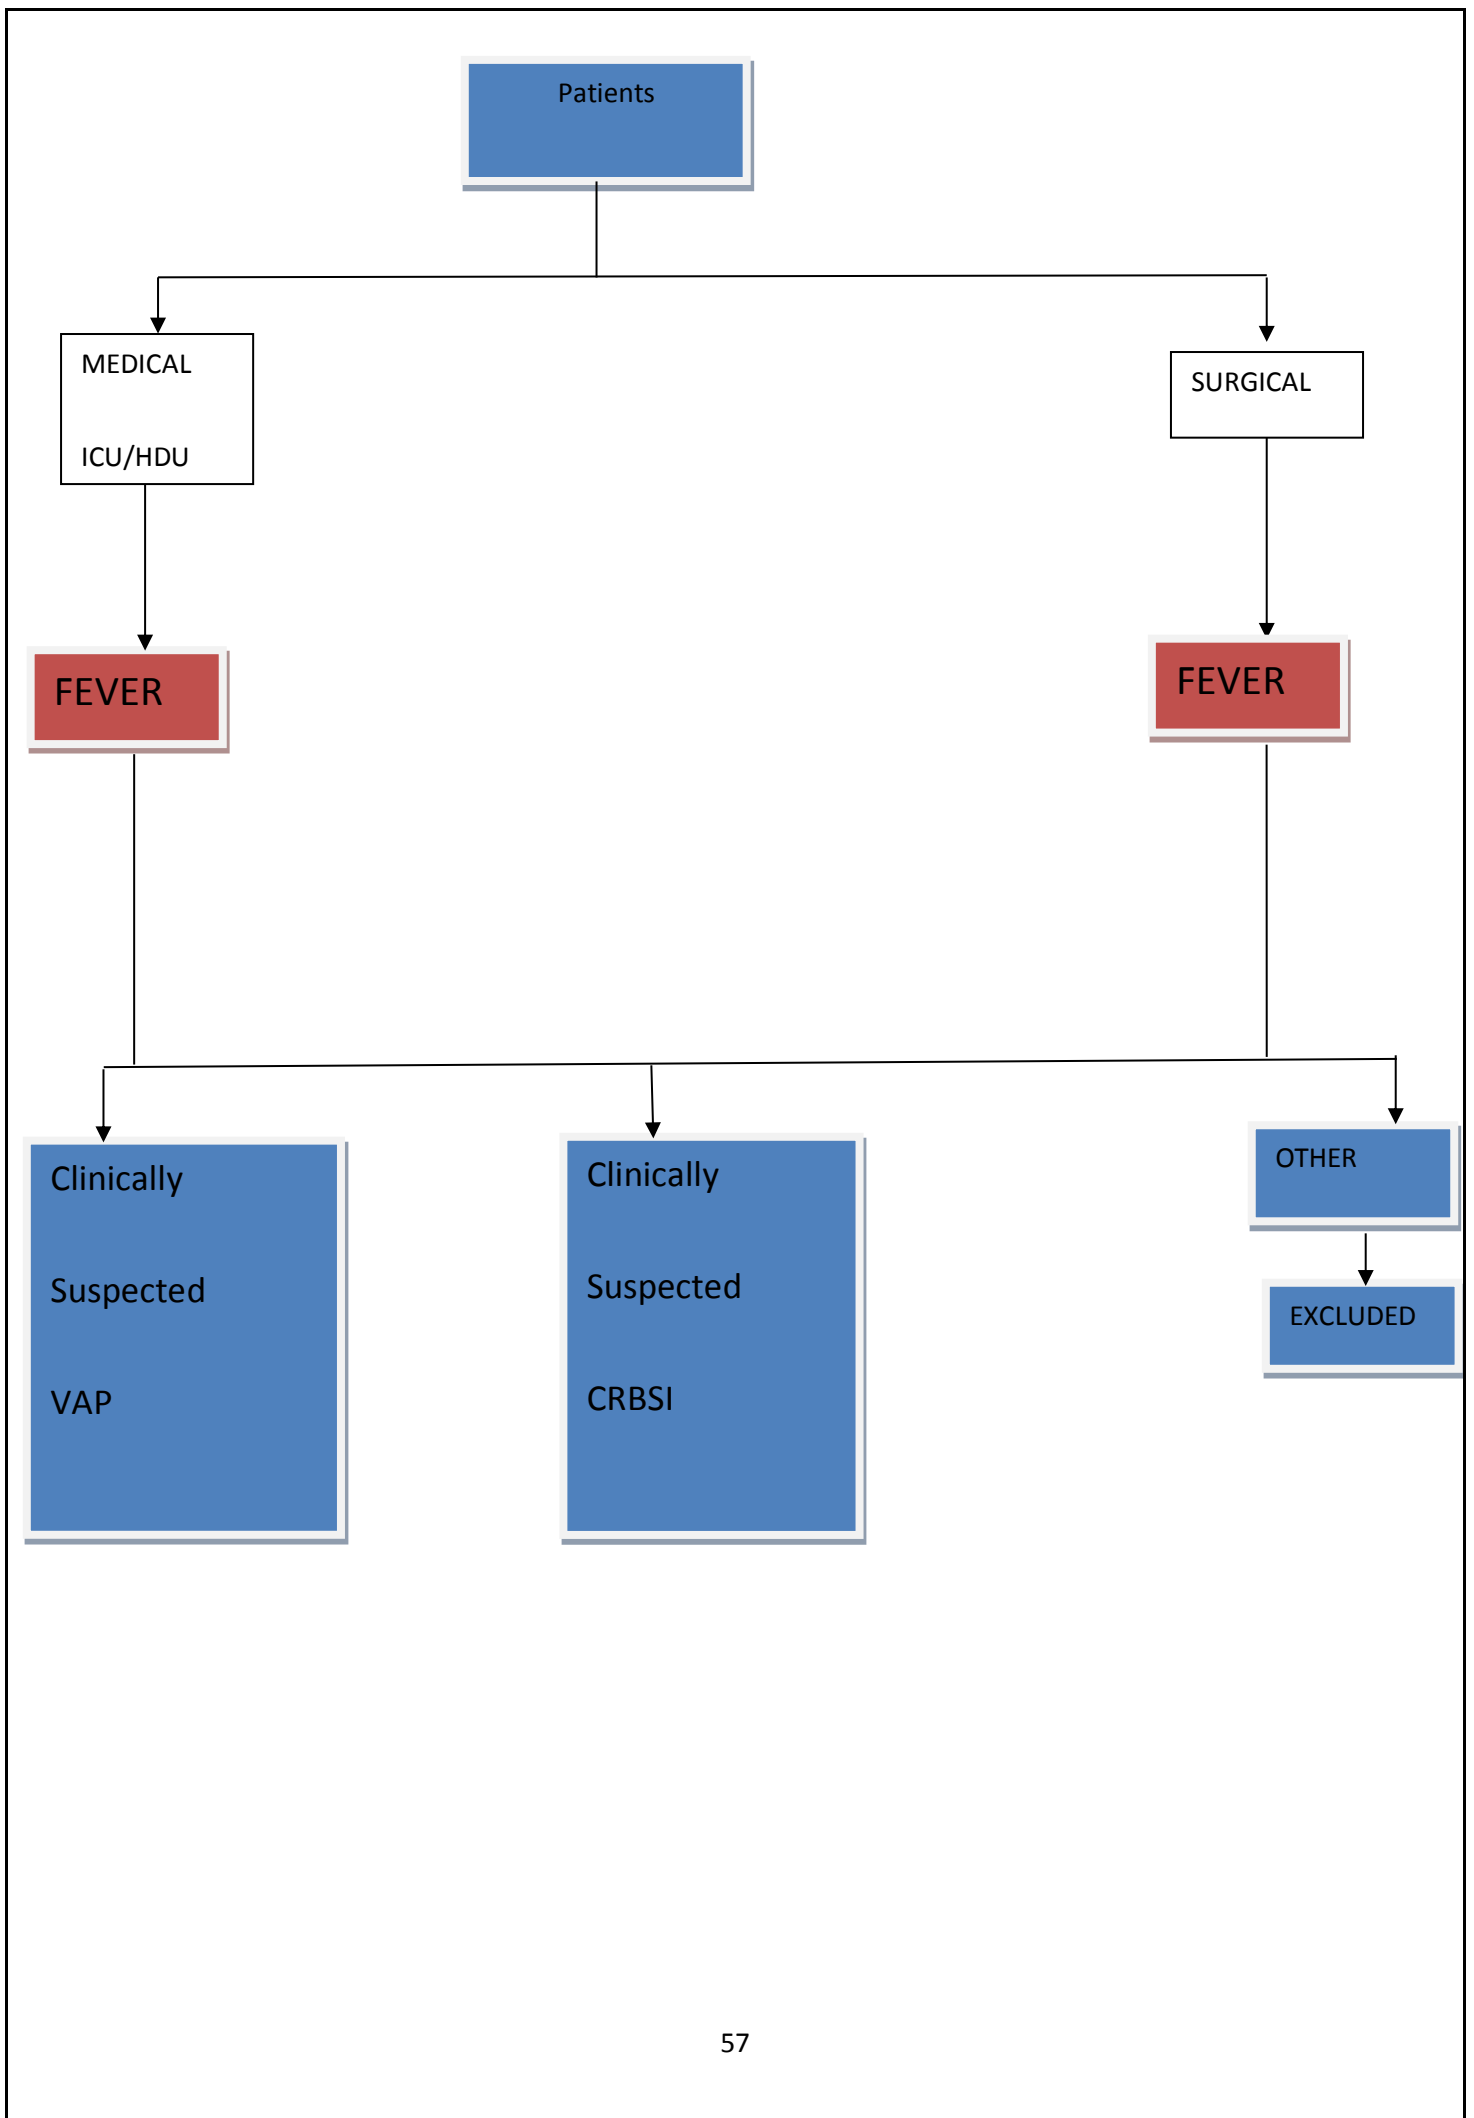 Patients
MEDICAL
ICU/HDU
SURGICAL
FEVER
FEVER
Clinically
Suspected
VAP
Clinically
Suspected
CRBSI
OTHER
EXCLUDED
57